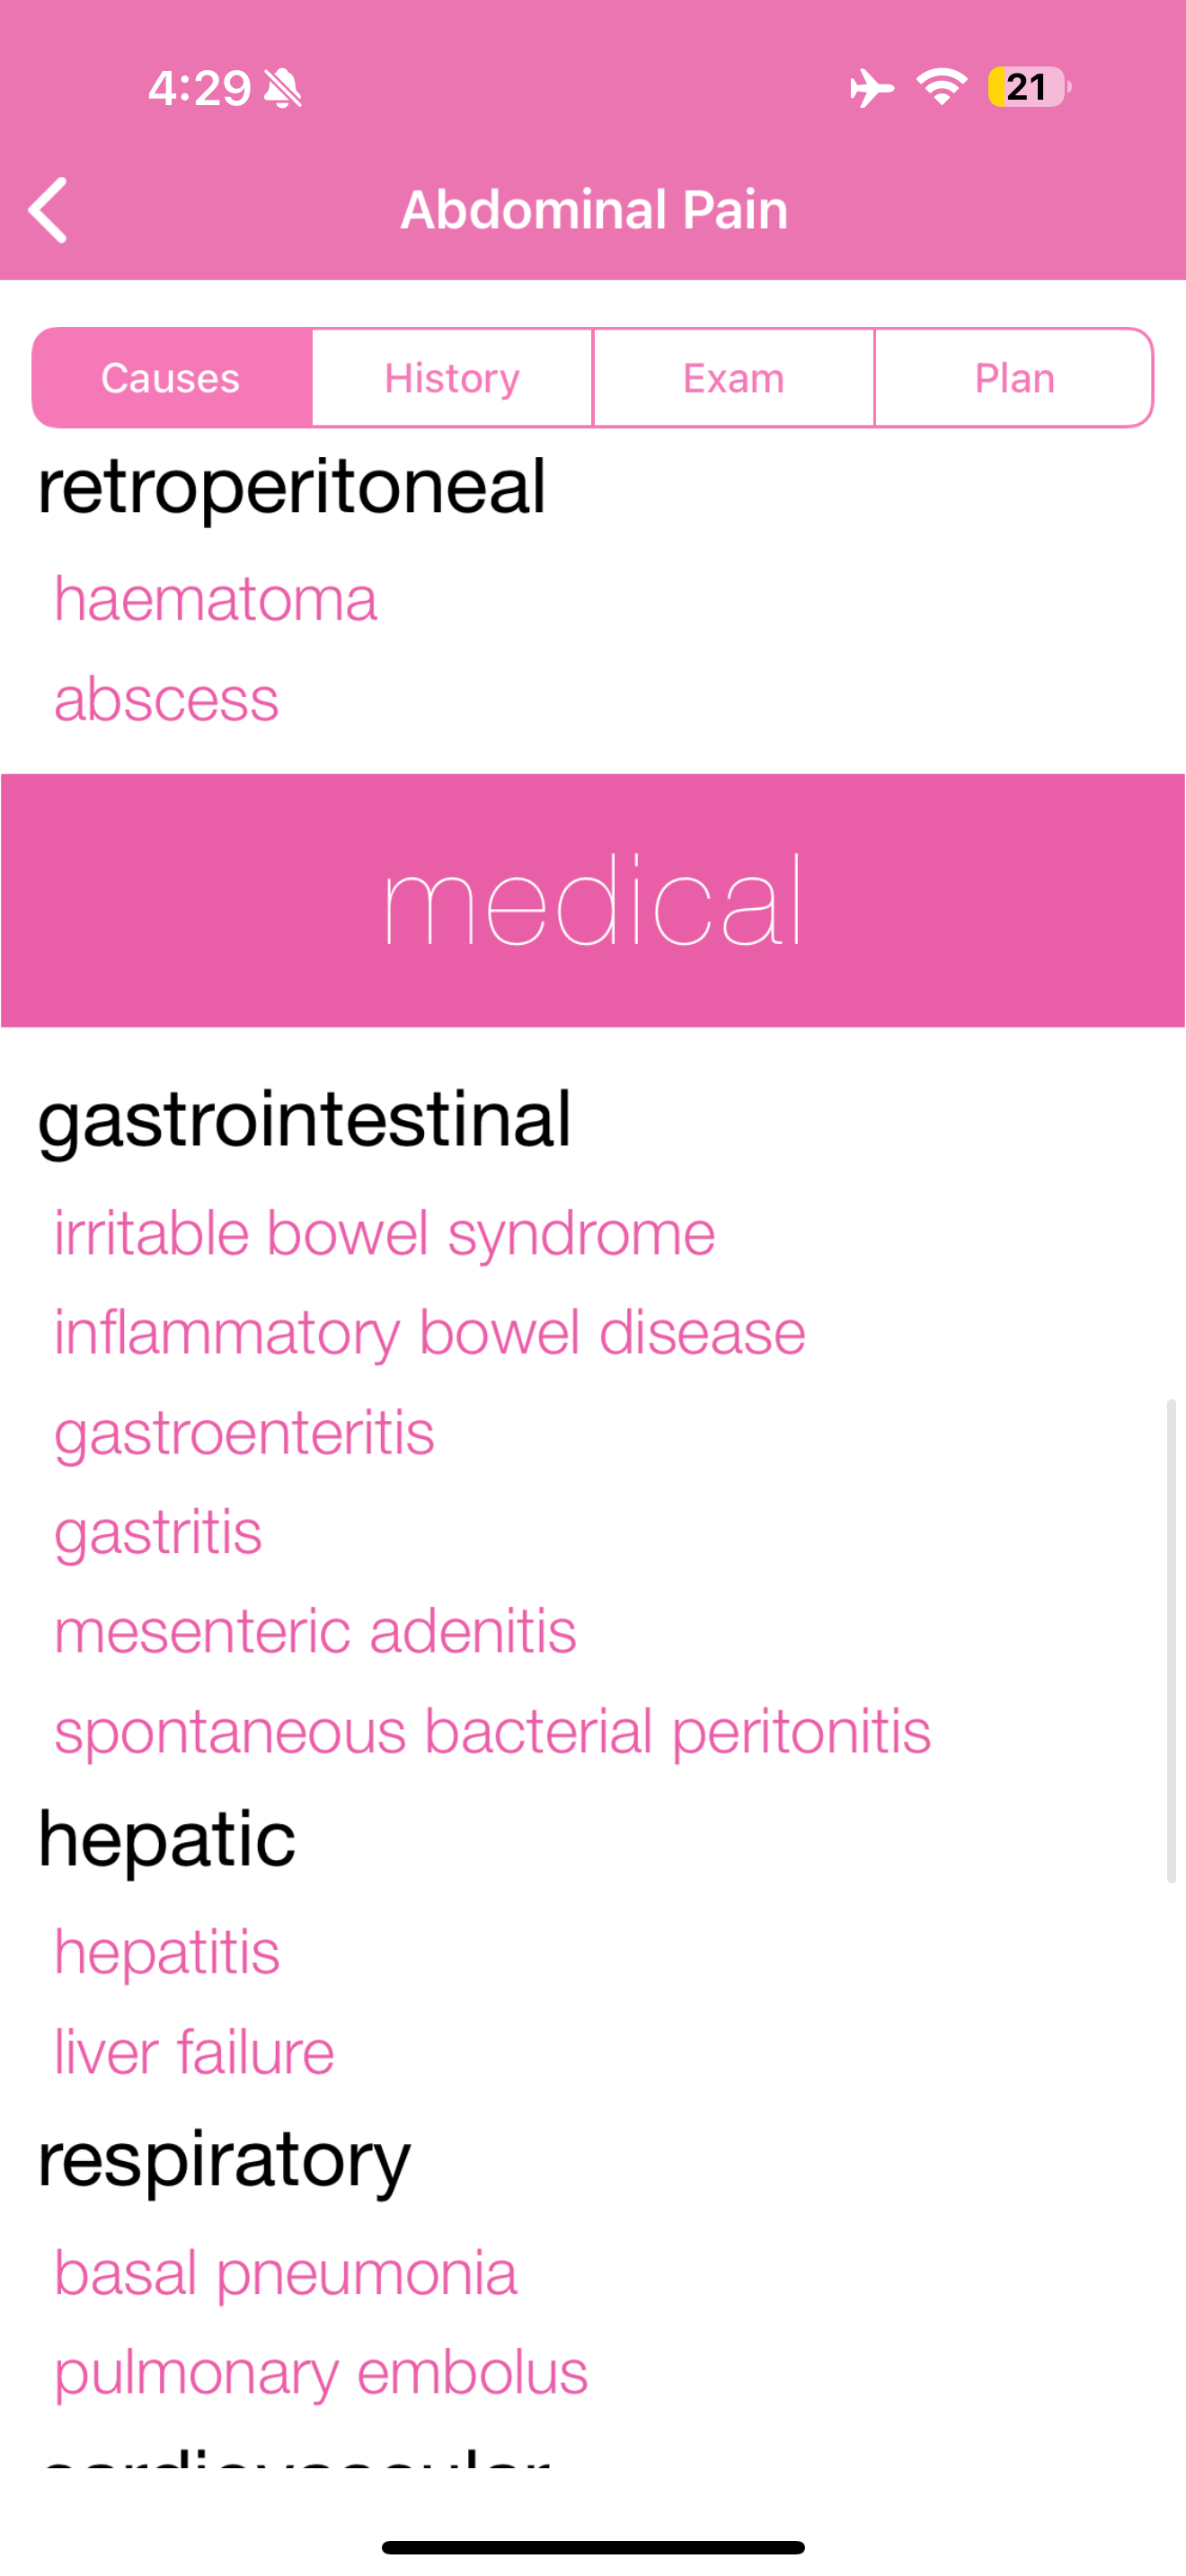 4:29
21
Abdominal Pain
Causes History Exam Plan
retroperitoneal
haematoma
abscess
medical
gastrointestinal
irritable bowel syndrome
inflammatory bowel disease
gastroenteritis
gastritis
mesenteric adenitis
spontaneous bacterial peritonitis
hepatic
hepatitis
liver failure
respiratory
basal pneumonia
pulmonary embolus
cardiovascular